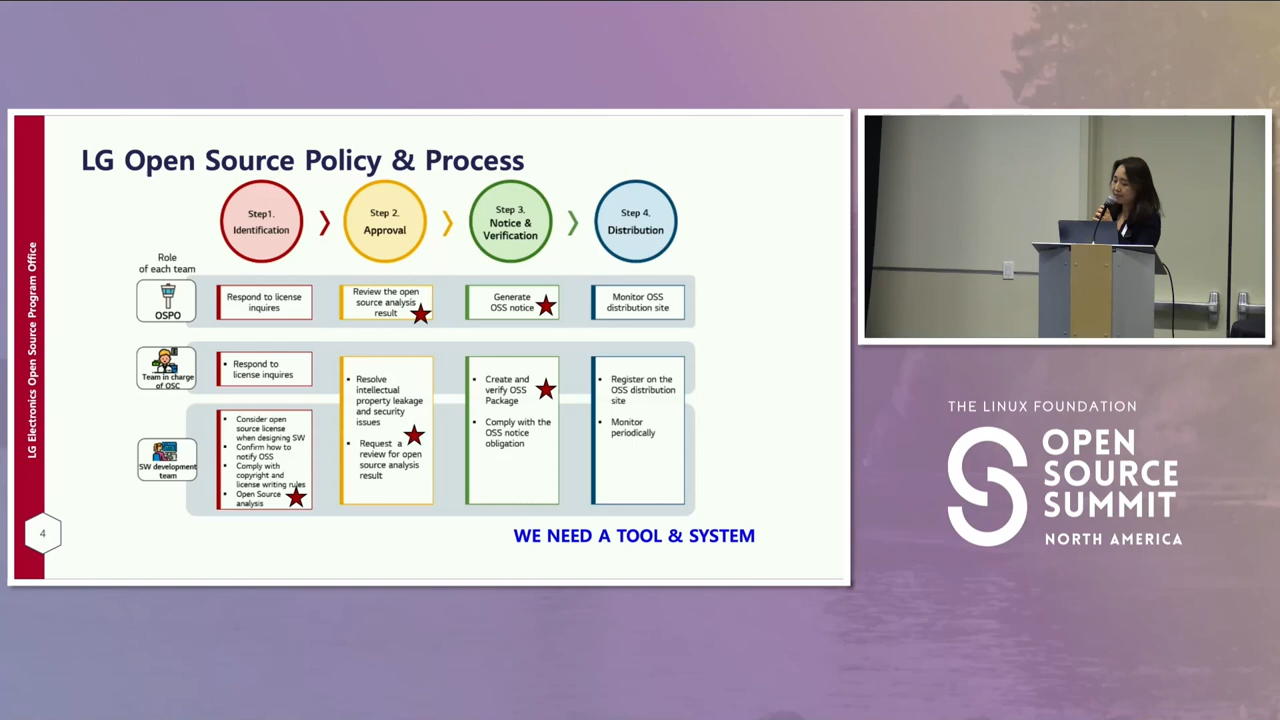 LG Open Source Policy & Process
Step1.
Identification
Step 2.
Approval
Step 3.
Notice &
Verification
Step 4.
Distribution
Role
of each team
OSPO
Respond to license
inquires
Review the open
source analysis
result
Generate
OSS notice
Monitor OSS
distribution site
Team in charge
of OSC
• Respond to
license inquires
SW development
team
• Consider open
source license
when designing SW
• Confirm how to
notify OSS
• Comply with
copyright and
license writing rules
• Open Source
analysis
• Resolve
intellectual
property leakage
and security
issues
• Request a
review for open
source analysis
result
• Create and
verify OSS
Package
• Comply with the
OSS notice
obligation
• Register on the
OSS distribution
site
• Monitor
periodically
WE NEED A TOOL & SYSTEM
LG Electronics Open Source Program Office
4
THE LINUX FOUNDATION
OPEN
SOURCE
SUMMIT
NORTH AMERICA